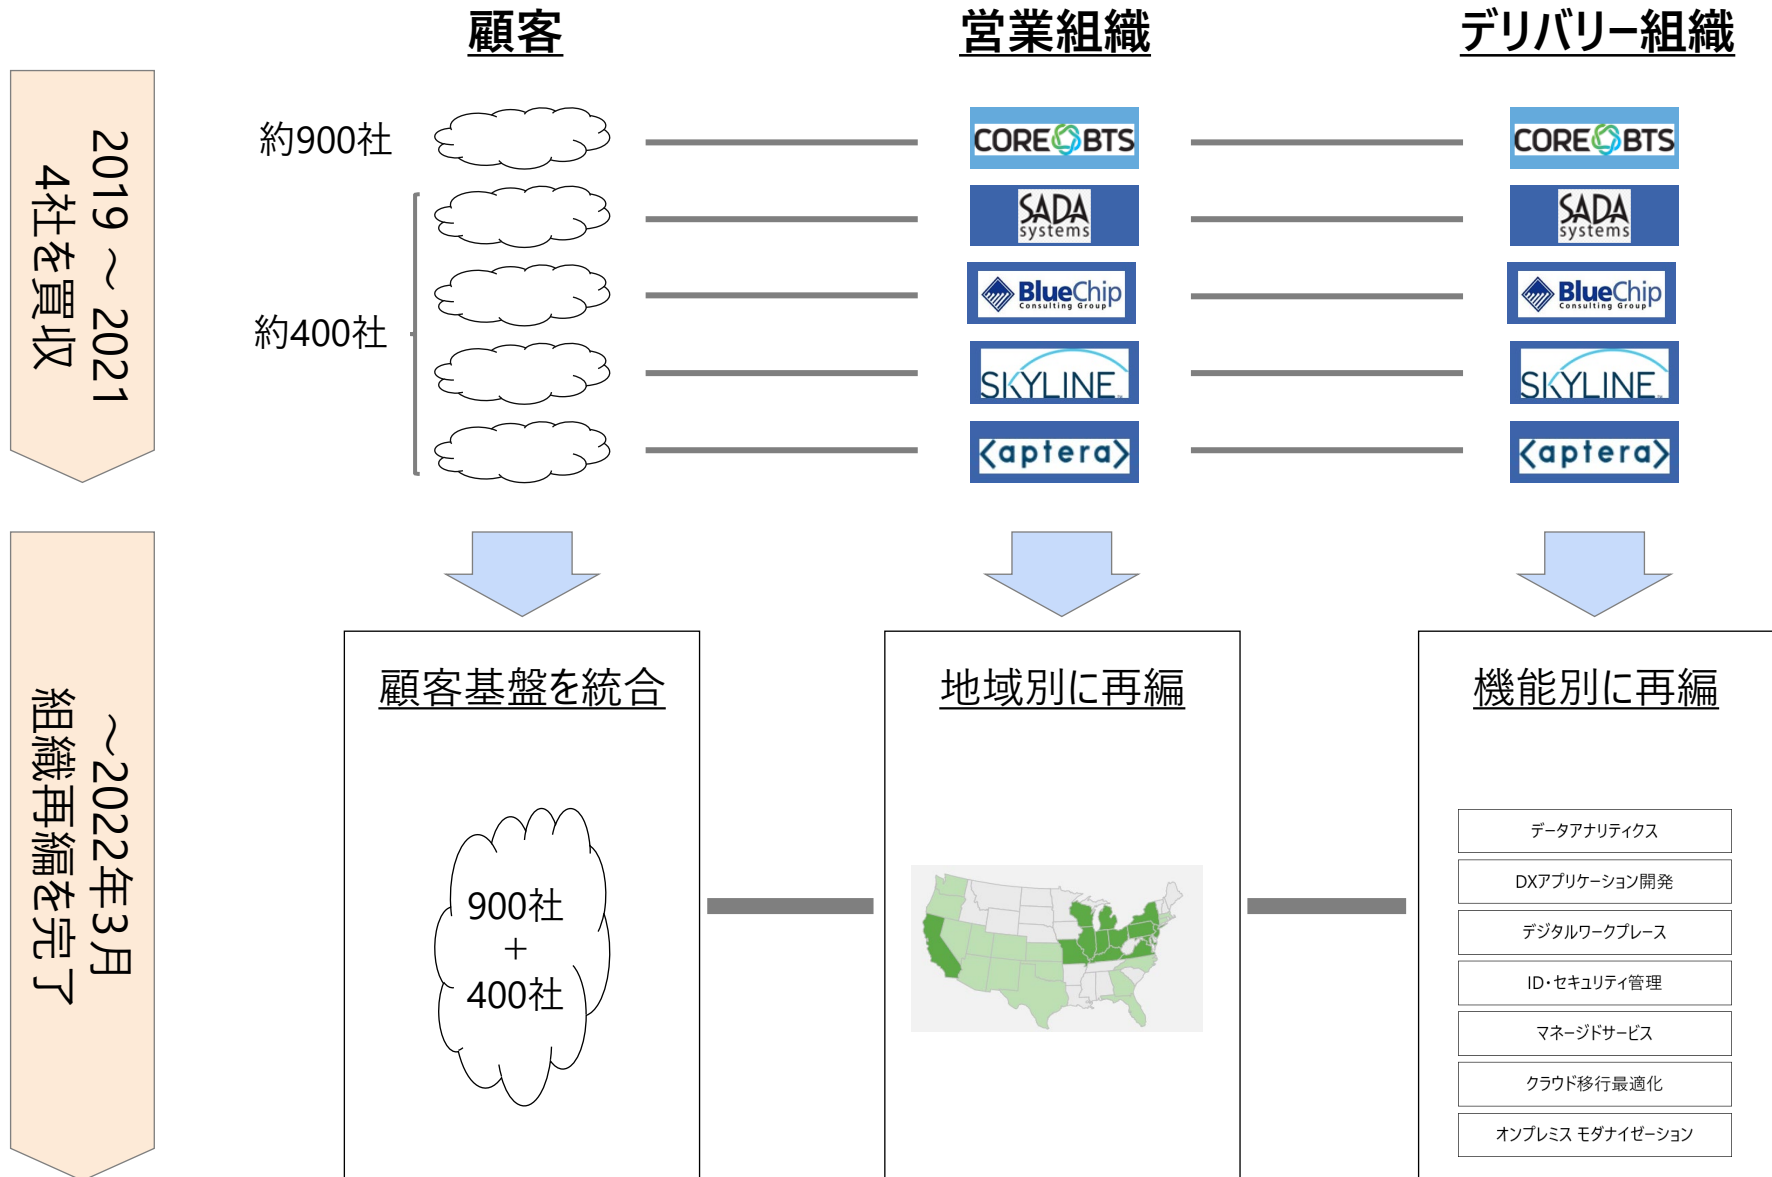 顧客
営業組織
デリバリー組織
2019 ～ 2021
4社を買収
約900社
CORE BTS
CORE BTS
SADA
systems
SADA
systems
約400社
BlueChip
Consulting Group
BlueChip
Consulting Group
SKYLINE
SKYLINE
<aptera>
<aptera>
～2022年3月
組織再編を完了
顧客基盤を統合
900社
＋
400社
地域別に再編
機能別に再編
データアナリティクス
DXアプリケーション開発
デジタルワークプレース
ID・セキュリティ管理
マネージドサービス
クラウド移行最適化
オンプレミス モダナイゼーション